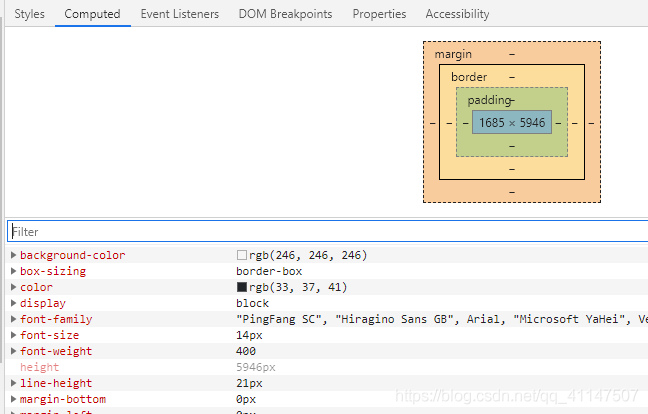 Styles Computed Event Listeners DOM Breakpoints Properties Accessibility
margin –
border –
padding –
– – – 1685 × 5946 – – –
–
–
–
Filter
background-color rgb(246, 246, 246)
box-sizing border-box
color rgb(33, 37, 41)
display block
font-family "PingFang SC", "Hiragino Sans GB", Arial, "Microsoft YaHei", Ve
font-size 14px
font-weight 400
height 5946px
line-height 21px
margin-bottom 0px
margin-left 0px
https://blog.csdn.net/qq_41147507